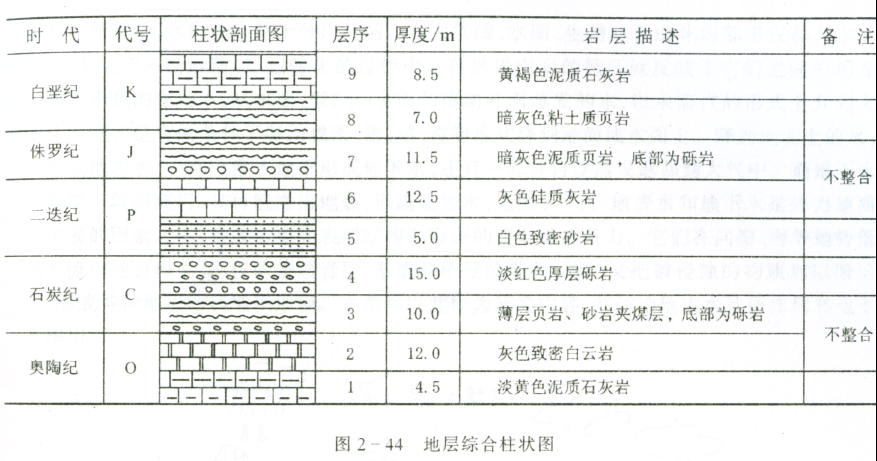 时 代 代号 柱状剖面图 层序 厚度/m 岩 层 描 述 备 注
白垩纪 K 9 8.5 黄褐色泥质石灰岩
8 7.0 暗灰色粘土质页岩
侏罗纪 J 7 11.5 暗灰色泥质页岩，底部为砾岩
不整合
二迭纪 P 6 12.5 灰色硅质灰岩
5 5.0 白色致密砂岩
石炭纪 C 4 15.0 淡红色厚层砾岩
3 10.0 薄层页岩、砂岩夹煤层，底部为砾岩
不整合
奥陶纪 O 2 12.0 灰色致密白云岩
1 4.5 淡黄色泥质石灰岩
图 2－44 地层综合柱状图